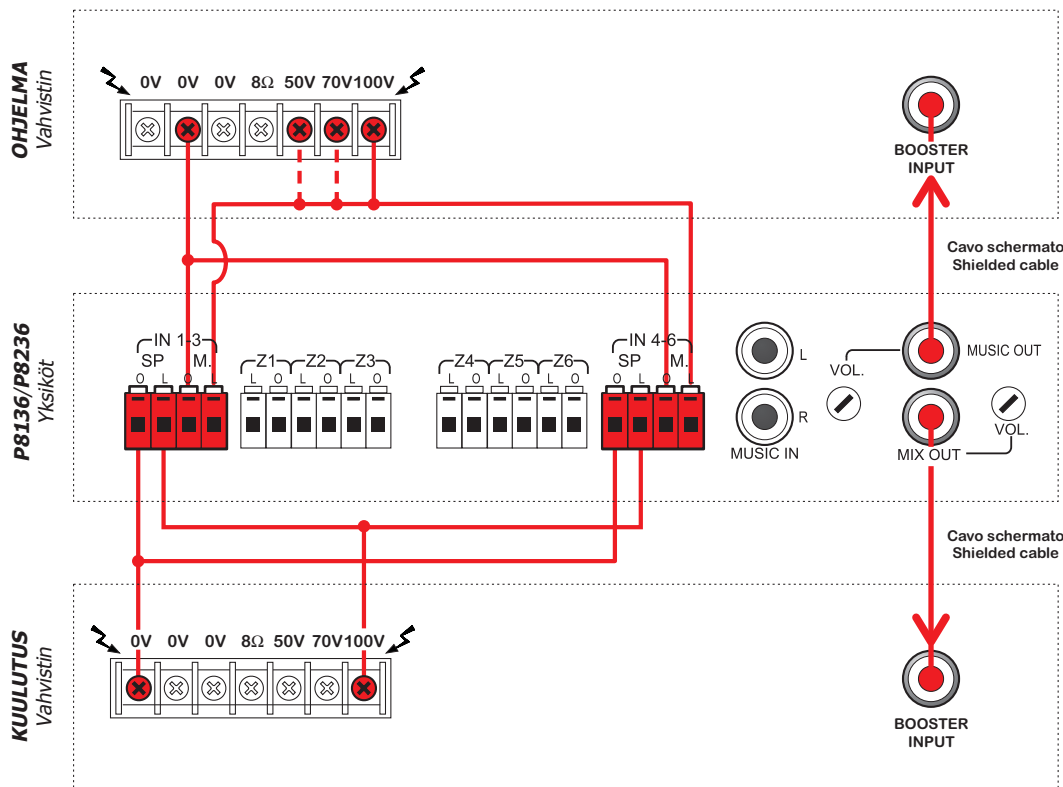 OHJELMA
Vahvistin
0V 0V 0V 8Ω 50V 70V 100V
BOOSTER
INPUT
Cavo schermato
Shielded cable
P8136/P8236
Yksiköt
IN 1-3
SP M.
O L O L
Z1 Z2 Z3
L O L O L O
Z4 Z5 Z6
L O L O L O
IN 4-6
SP M.
O L O L
L
R
MUSIC IN
VOL.
MUSIC OUT
MIX OUT
VOL.
Cavo schermato
Shielded cable
KUULUTUS
Vahvistin
0V 0V 0V 8Ω 50V 70V 100V
BOOSTER
INPUT